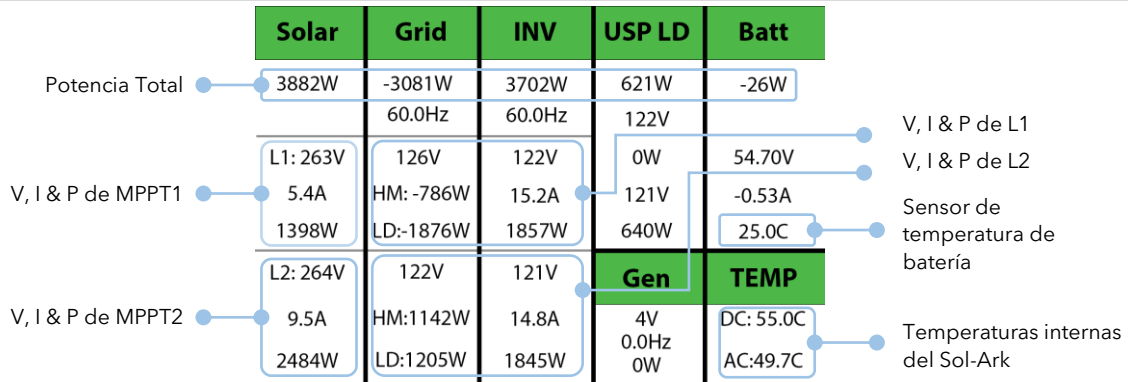 Solar Grid INV USP LD Batt
Potencia Total 3882W -3081W 3702W 621W -26W
60.0Hz 60.0Hz 122V
V, I & P de L1
L1: 263V 126V 122V 0W 54.70V V, I & P de L2
V, I & P de MPPT1 5.4A HM: -786W 15.2A 121V -0.53A
Sensor de
1398W LD:-1876W 1857W 640W 25.0C temperatura de
batería
L2: 264V 122V 121V Gen TEMP
V, I & P de MPPT2 9.5A HM:1142W 14.8A 4V DC: 55.0C
0.0Hz Temperaturas internas
2484W LD:1205W 1845W 0W AC:49.7C del Sol-Ark